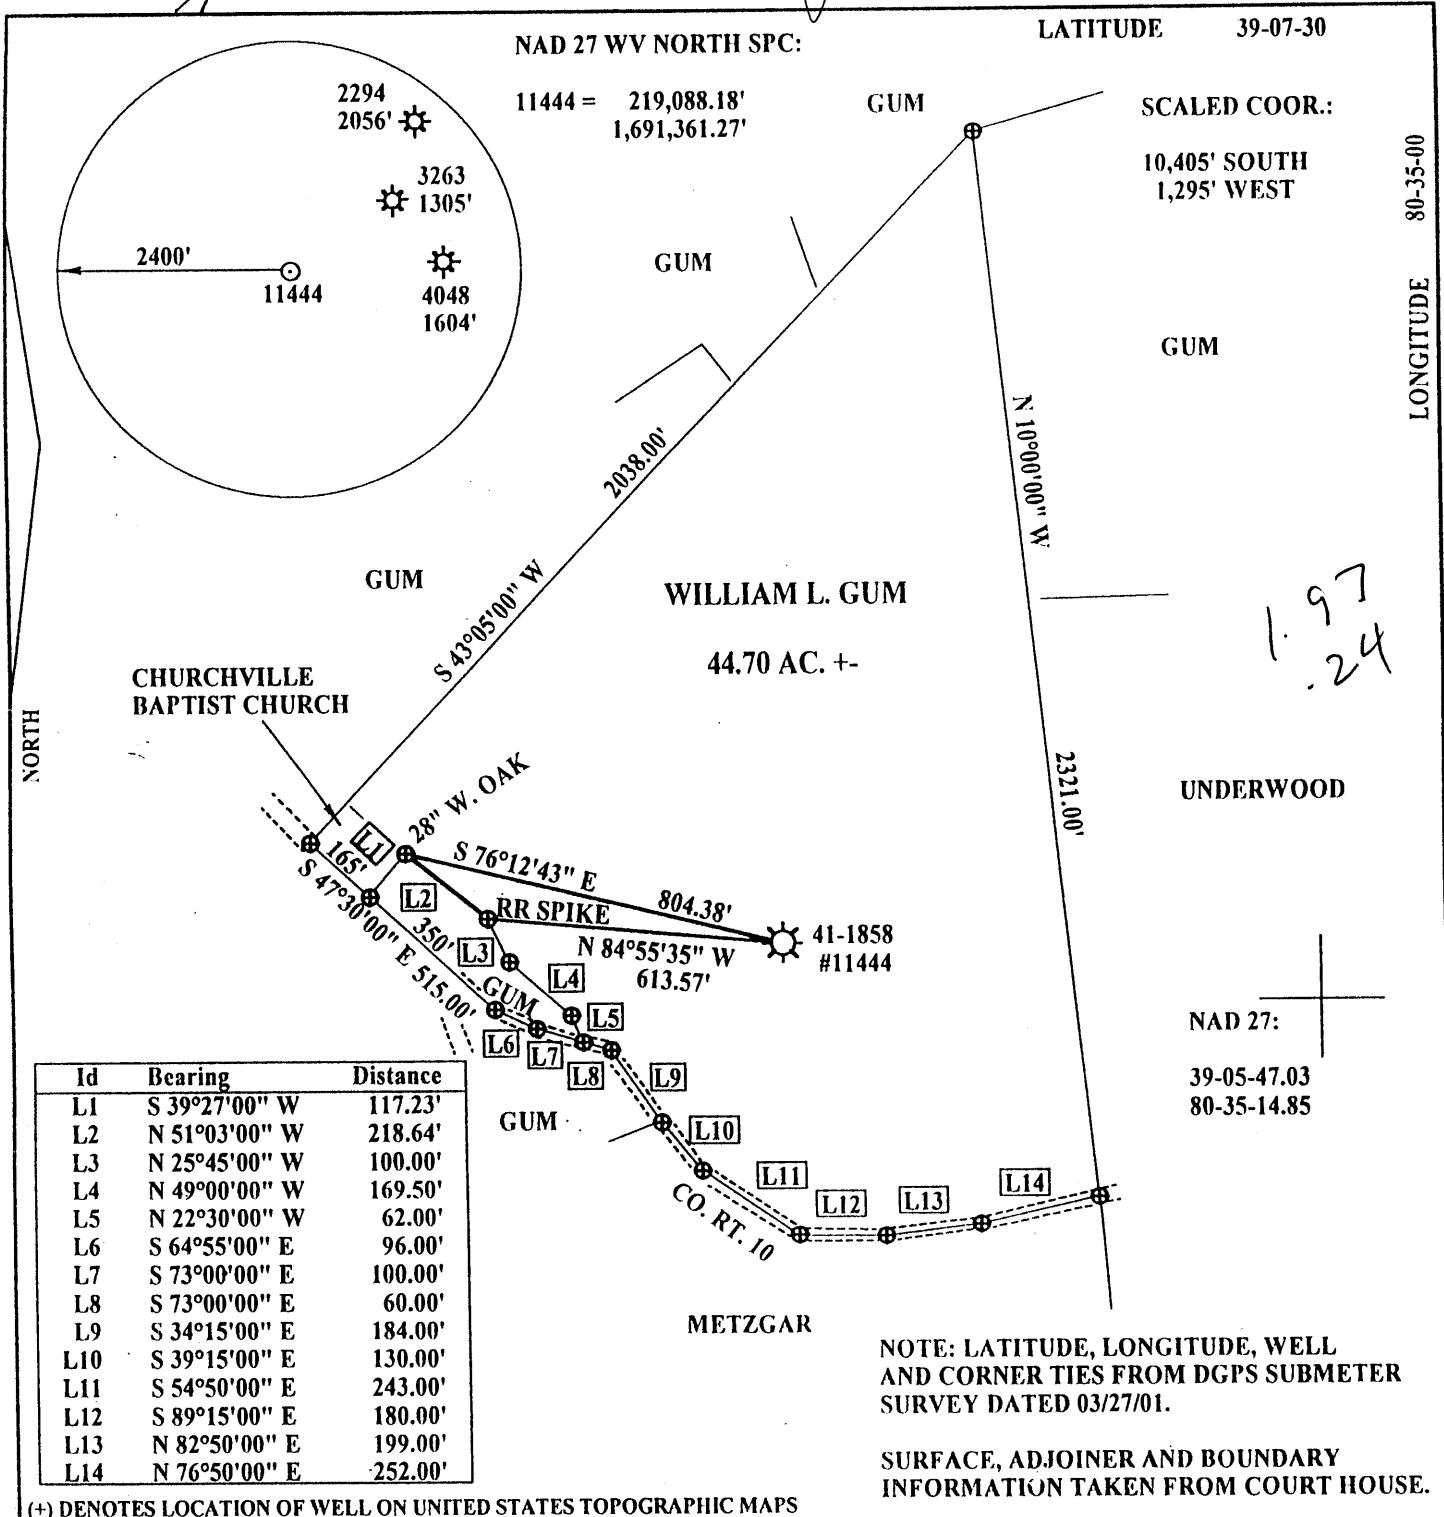 NAD 27 WV NORTH SPC:
11444 = 219,088.18'
1,691,361.27'
LATITUDE 39-07-30
SCALED COOR.:
10,405' SOUTH
1,295' WEST
LONGITUDE 80-35-00
2294
2056'
3263
1305'
2400'
11444
4048
1604'
GUM
GUM
GUM
GUM
2038.00'
S 43°05'00" W
N 10°00'00" W
2321.00'
WILLIAM L. GUM
44.70 AC. +-
1.97
.24
CHURCHVILLE
BAPTIST CHURCH
NORTH
UNDERWOOD
28" W. OAK
L1
165'
S 47°30'00" E 515.00'
350'
L2
S 76°12'43" E
804.38'
RR SPIKE
N 84°55'35" W
613.57'
41-1858
#11444
L3
L4
GUM
L5
L6
L7
L8
L9
L10
L11
L12
L13
L14
GUM
CO. RT. 10
METZGAR
NAD 27:
39-05-47.03
80-35-14.85
Id Bearing Distance
L1 S 39°27'00" W 117.23'
L2 N 51°03'00" W 218.64'
L3 N 25°45'00" W 100.00'
L4 N 49°00'00" W 169.50'
L5 N 22°30'00" W 62.00'
L6 S 64°55'00" E 96.00'
L7 S 73°00'00" E 100.00'
L8 S 73°00'00" E 60.00'
L9 S 34°15'00" E 184.00'
L10 S 39°15'00" E 130.00'
L11 S 54°50'00" E 243.00'
L12 S 89°15'00" E 180.00'
L13 N 82°50'00" E 199.00'
L14 N 76°50'00" E 252.00'
NOTE: LATITUDE, LONGITUDE, WELL
AND CORNER TIES FROM DGPS SUBMETER
SURVEY DATED 03/27/01.
SURFACE, ADJOINER AND BOUNDARY
INFORMATION TAKEN FROM COURT HOUSE.
(+) DENOTES LOCATION OF WELL ON UNITED STATES TOPOGRAPHIC MAPS